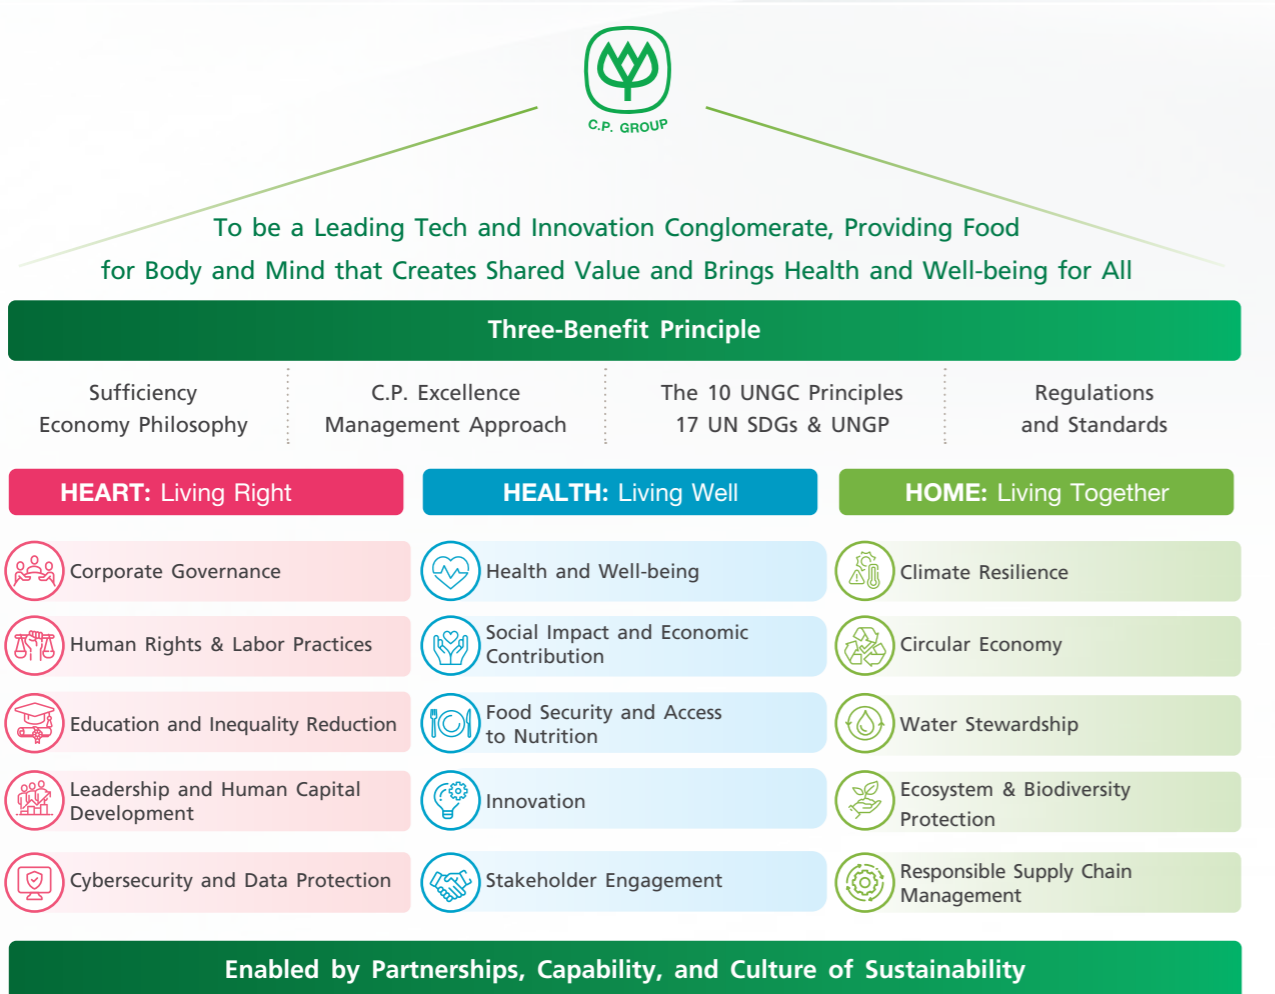 C.P. GROUP
To be a Leading Tech and Innovation Conglomerate, Providing Food
for Body and Mind that Creates Shared Value and Brings Health and Well-being for All
Three-Benefit Principle
Sufficiency
Economy Philosophy
C.P. Excellence
Management Approach
The 10 UNGC Principles
17 UN SDGs & UNGP
Regulations
and Standards
HEART: Living Right
Corporate Governance
Human Rights & Labor Practices
Education and Inequality Reduction
Leadership and Human Capital
Development
Cybersecurity and Data Protection
HEALTH: Living Well
Health and Well-being
Social Impact and Economic
Contribution
Food Security and Access
to Nutrition
Innovation
Stakeholder Engagement
HOME: Living Together
Climate Resilience
Circular Economy
Water Stewardship
Ecosystem & Biodiversity
Protection
Responsible Supply Chain
Management
Enabled by Partnerships, Capability, and Culture of Sustainability